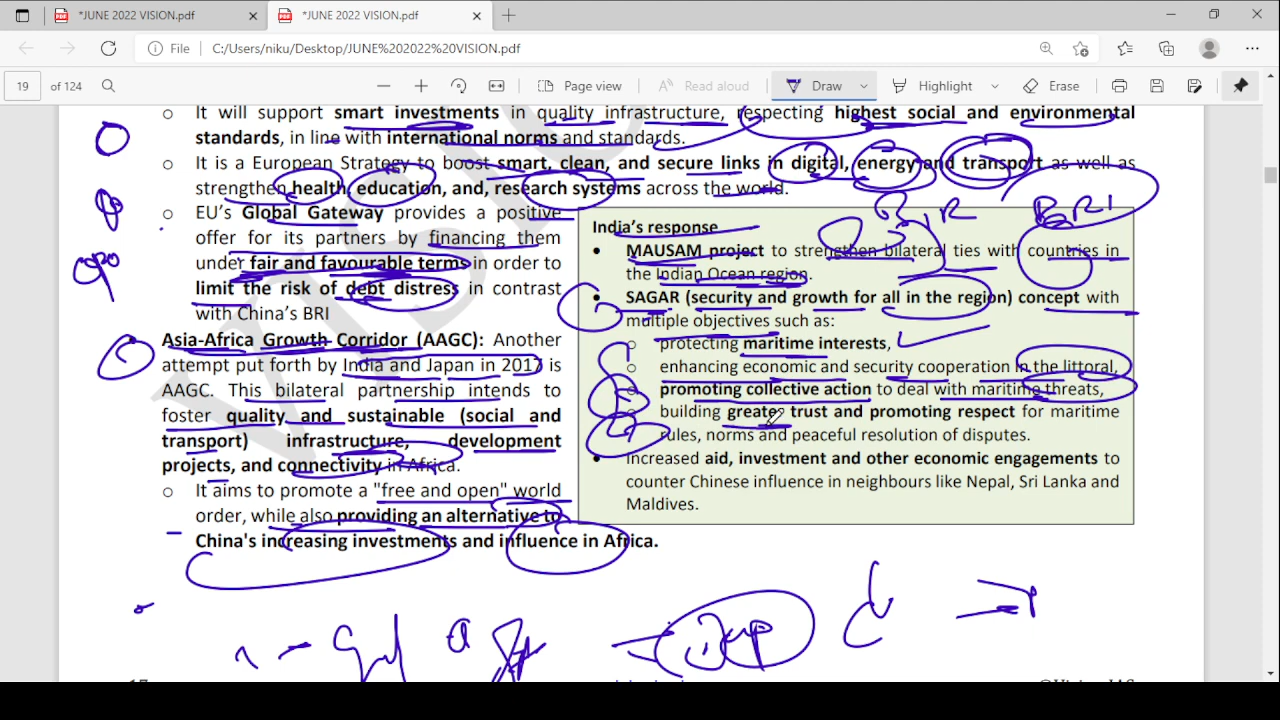 *JUNE 2022 VISION.pdf
*JUNE 2022 VISION.pdf
File
C:/Users/niku/Desktop/JUNE%202022%20VISION.pdf
19
of 124
Page view
Read aloud
Draw
Highlight
Erase
o It will support smart investments in quality infrastructure, respecting highest social and environmental
standards, in line with international norms and standards.
o It is a European Strategy to boost smart, clean, and secure links in digital, energy and transport as well as
strengthen health, education, and, research systems across the world.
o EU's Global Gateway provides a positive
offer for its partners by financing them
under fair and favourable terms in order to
limit the risk of debt distress in contrast
with China's BRI
Asia-Africa Growth Corridor (AAGC): Another
attempt put forth by India and Japan in 2017 is
AAGC. This bilateral partnership intends to
foster quality and sustainable (social and
transport) infrastructure, development
projects, and connectivity in Africa.
o It aims to promote a "free and open" world
order, while also providing an alternative to
China's increasing investments and influence in Africa.
India's response
• MAUSAM project to strengthen bilateral ties with countries in
the Indian Ocean region.
• SAGAR (security and growth for all in the region) concept with
multiple objectives such as:
o protecting maritime interests,
o enhancing economic and security cooperation in the littoral,
o promoting collective action to deal with maritime threats,
o building greater trust and promoting respect for maritime
rules, norms and peaceful resolution of disputes.
• Increased aid, investment and other economic engagements to
counter Chinese influence in neighbours like Nepal, Sri Lanka and
Maldives.
BRI